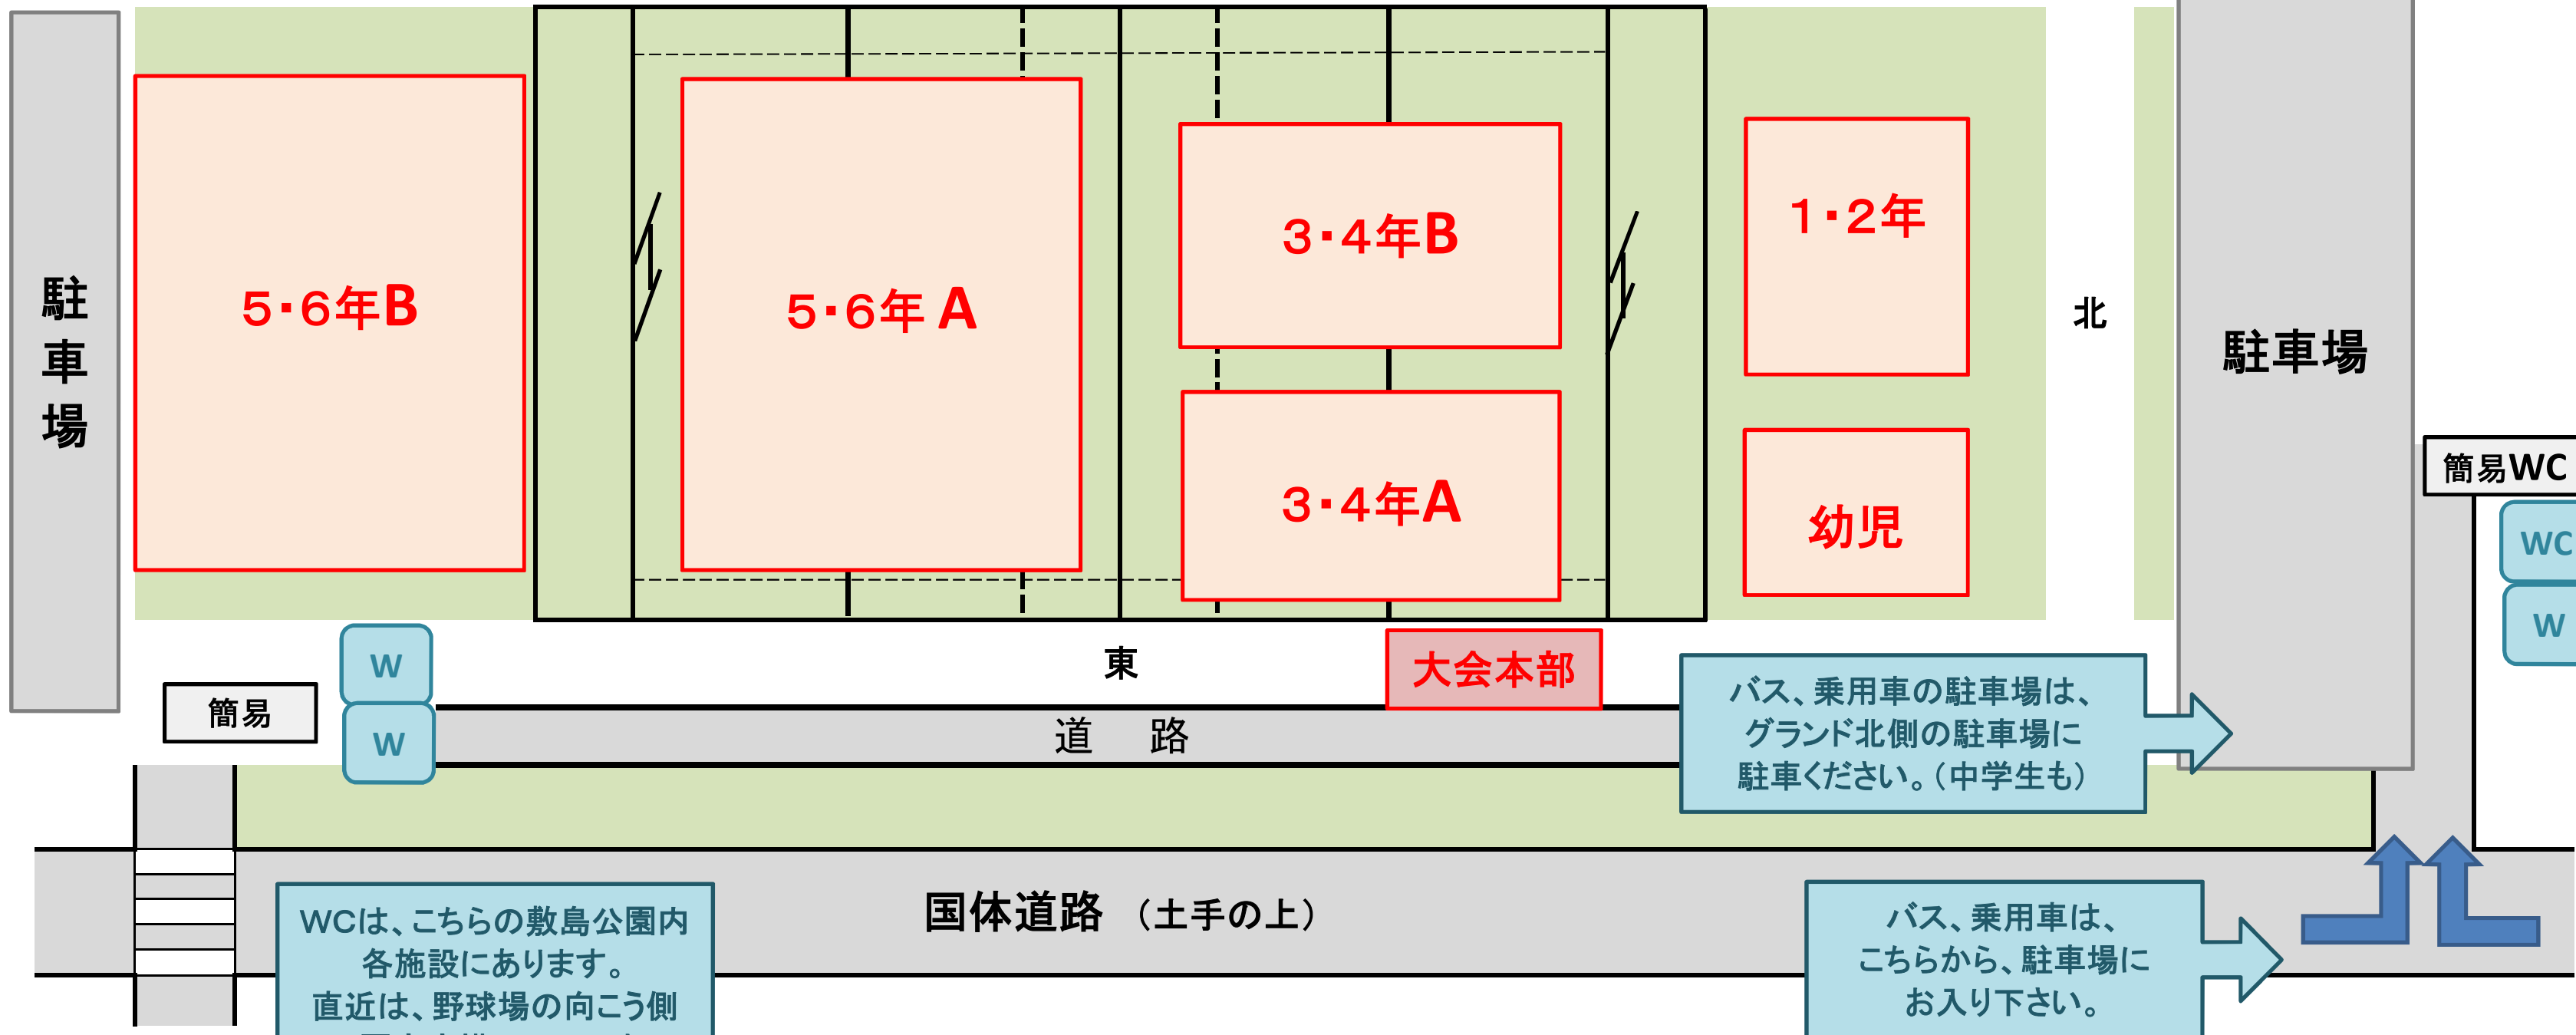 駐車場
5・6年B
5・6年 A
3・4年B
3・4年A
1・2年
幼児
北
駐車場
簡易WC
WC
W
W
W
簡易
東
大会本部
道　路
バス、乗用車の駐車場は、
グランド北側の駐車場に
駐車ください。（中学生も）
国体道路 （土手の上）
WCは、こちらの敷島公園内
各施設にあります。
直近は、野球場の向こう側
バス、乗用車は、
こちらから、駐車場に
お入り下さい。